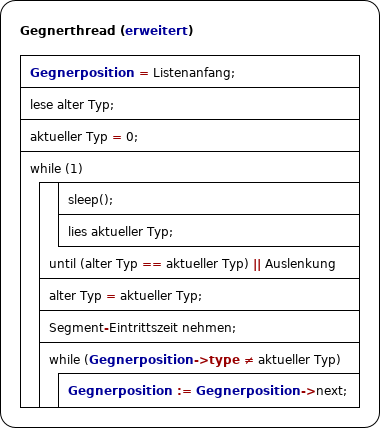 Gegnerthread (erweitert)
Gegnerposition = Listenanfang;
lese alter Typ;
aktueller Typ = 0;
while (1)
sleep();
lies aktueller Typ;
until (alter Typ == aktueller Typ) || Auslenkung
alter Typ = aktueller Typ;
Segment-Eintrittszeit nehmen;
while (Gegnerposition->type ≠ aktueller Typ)
Gegnerposition := Gegnerposition->next;